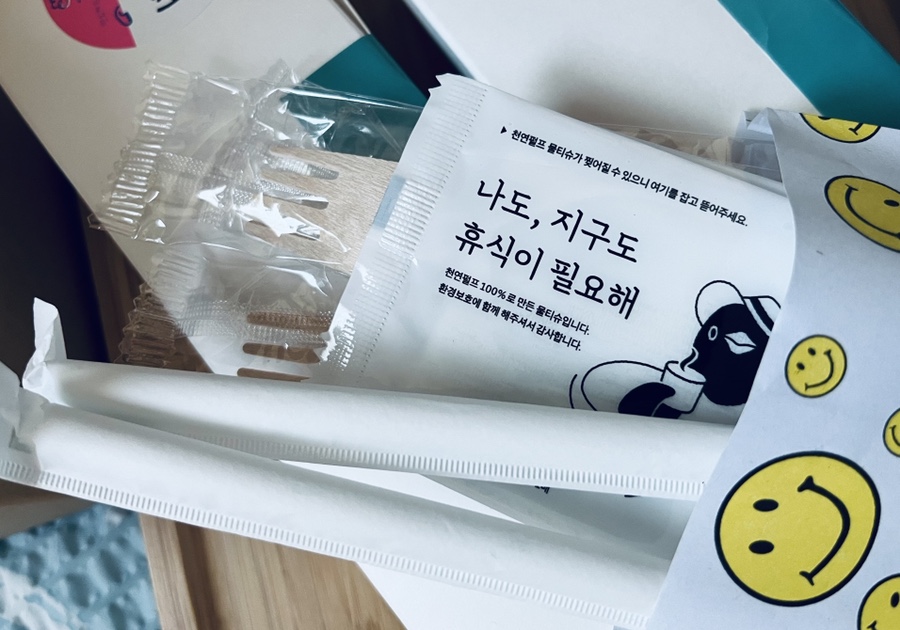 ▶ 천연펄프 물티슈가 찢어질 수 있으니 여기를 잡고 뜯어주세요.
나도, 지구도
휴식이 필요해
천연펄프 100%로 만든 물티슈입니다.
환경보호에 함께 해주셔서 감사합니다.